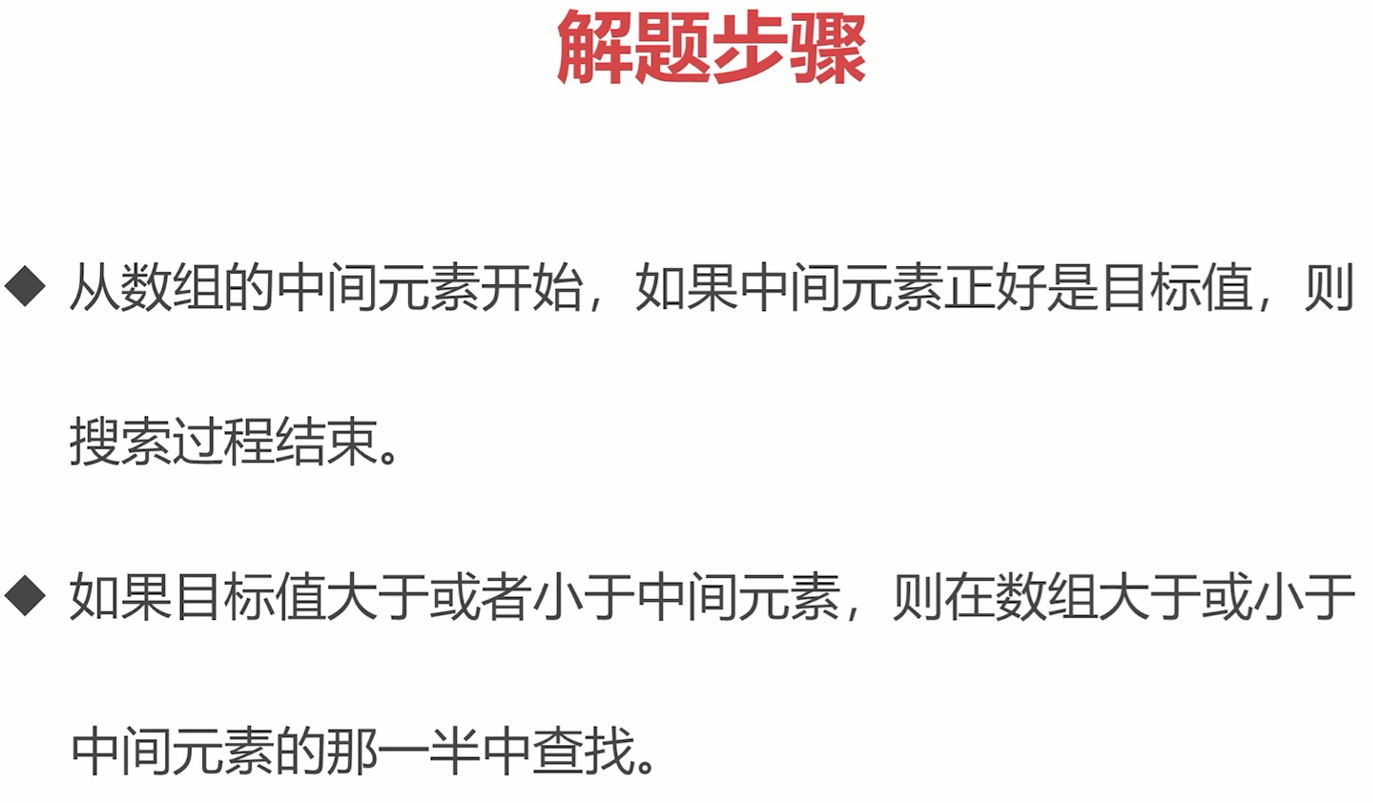 解题步骤
◆ 从数组的中间元素开始，如果中间元素正好是目标值，则
搜索过程结束。
◆ 如果目标值大于或者小于中间元素，则在数组大于或小于
中间元素的那一半中查找。